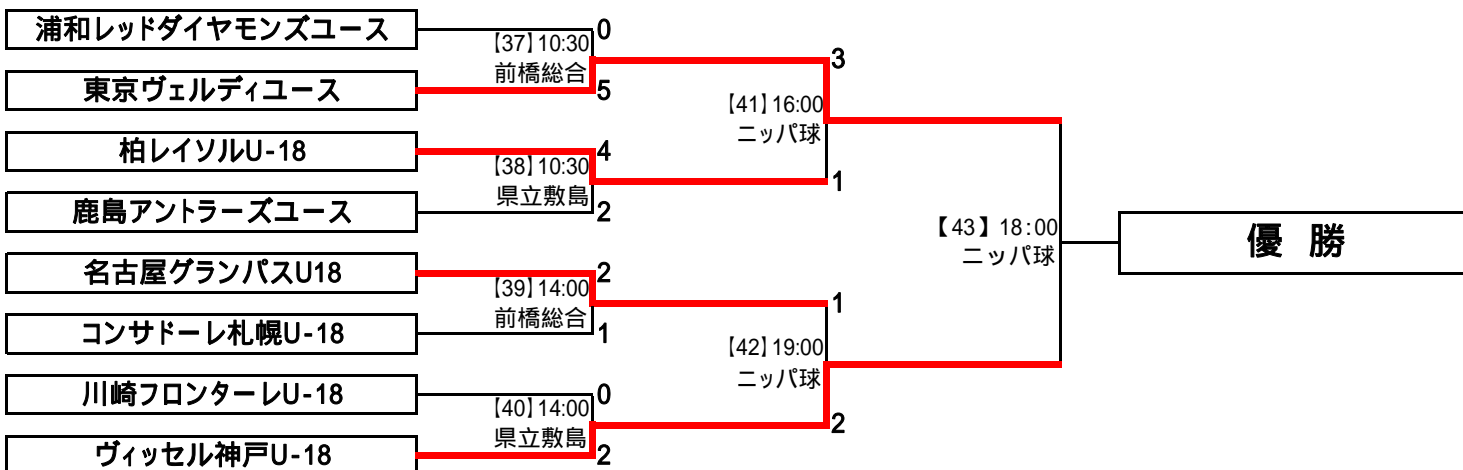 浦和レッドダイヤモンズユース
0
[37]10:30
前橋総合
東京ヴェルディユース
5
3
[41]16:00
ニッパ球
柏レイソルU-18
4
[38]10:30
県立敷島
1
鹿島アントラーズユース
2
【43】18:00
ニッパ球
優 勝
名古屋グランパスU18
2
[39]14:00
前橋総合
1
コンサドーレ札幌U-18
1
[42]19:00
ニッパ球
川崎フロンターレU-18
0
[40]14:00
県立敷島
2
ヴィッセル神戸U-18
2